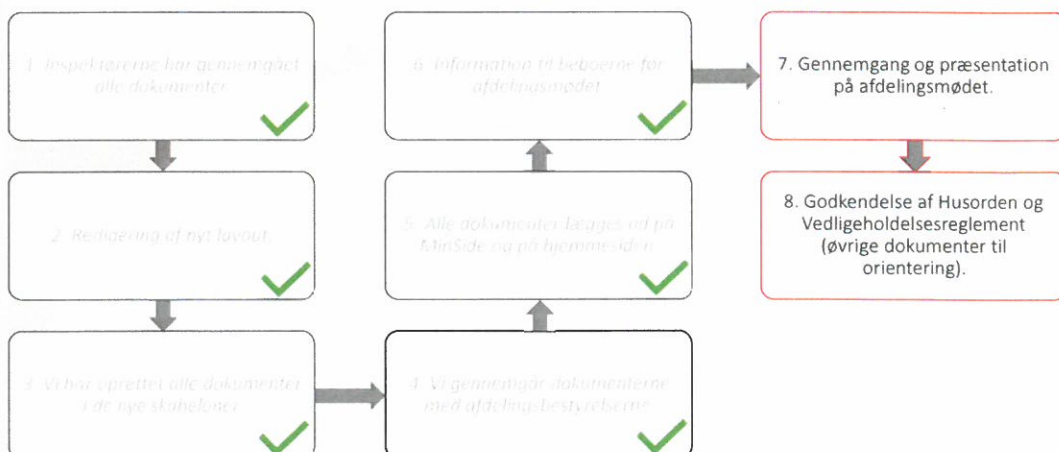 1. Inspektørerne har gennemgået
alle dokumenter.
2. Redigering af nyt layout.
3. Vi har oprettet alle dokumenter
i de nye skabeloner.
4. Vi gennemgår dokumenterne
med afdelingsbestyrelserne.
5. Alle dokumenter lægges ud på
MinSide og på hjemmesiden.
6. Information til beboerne før
afdelingsmødet
7. Gennemgang og præsentation
på afdelingsmødet.
8. Godkendelse af Husorden og
Vedligeholdelsesreglement
(øvrige dokumenter til
orientering).